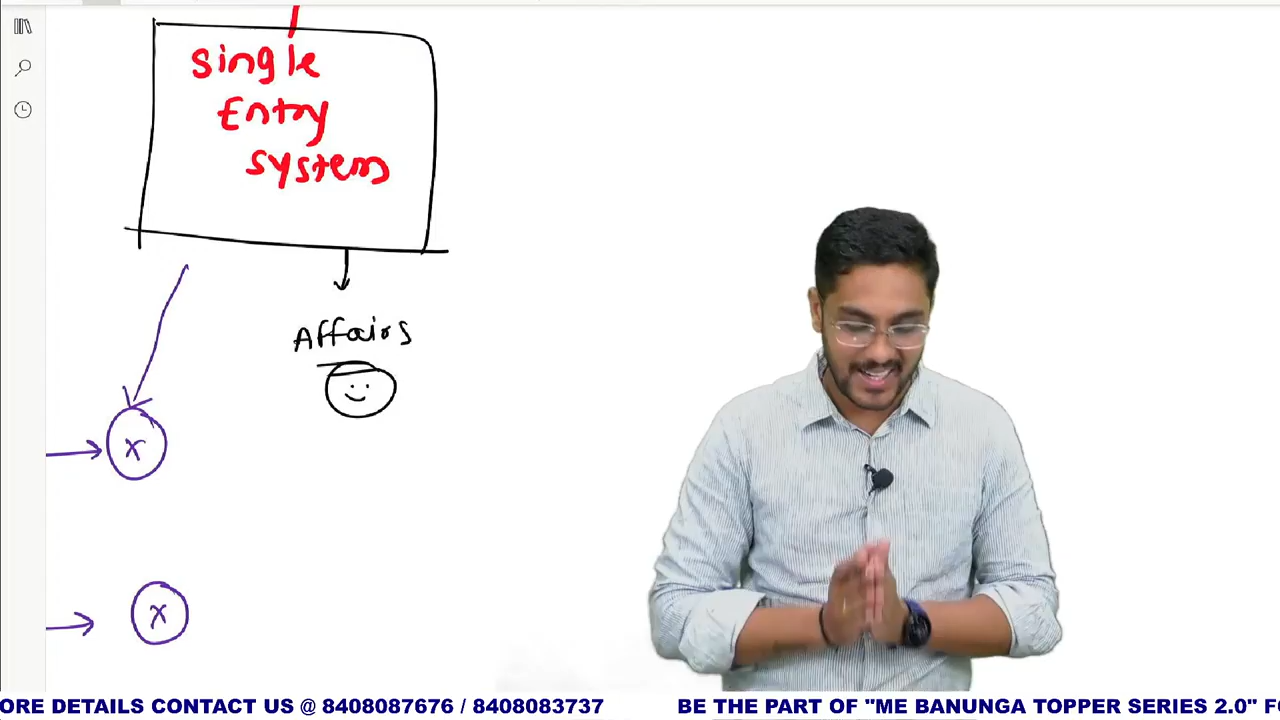 Single
Entry
system
Affairs
x
x
ORE DETAILS CONTACT US @ 8408087676 / 8408083737 BE THE PART OF "ME BANUNGA TOPPER SERIES 2.0" FO